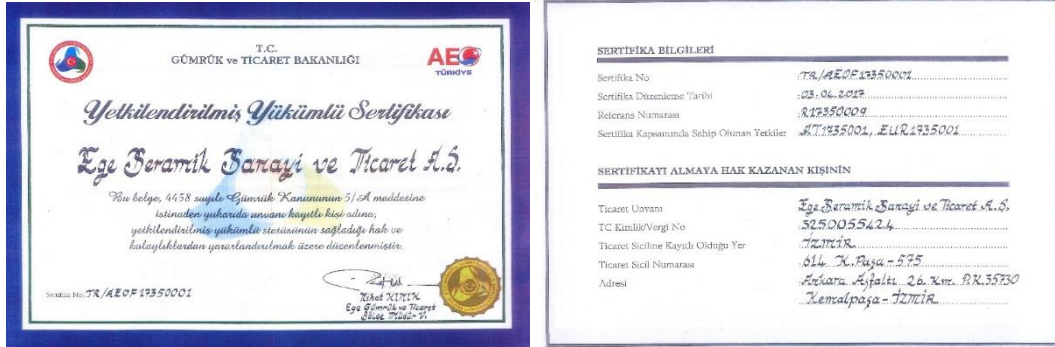 T.C.
GÜMRÜK ve TİCARET BAKANLIĞI
AEO
TÜRKİYE
Yetkilendirilmiş Yükümlü Sertifikası
Ege Seramik Sanayi ve Ticaret A.Ş.
Bu belge, 4458 sayılı Gümrük Kanununun 5/A maddesine
istinaden yukarıda unvanı kayıtlı kişi adına,
yetkilendirilmiş yükümlü statüsünün sağladığı hak ve
kolaylıklardan yararlandırılmak üzere düzenlenmiştir.
Sertifika No: TR/AEOF17350001
Nihat KINIK
Ege Gümrük ve Ticaret
Bölge Müdür V.
SERTİFİKA BİLGİLERİ
Sertifika No TR/AEOF17350001
Sertifika Düzenleme Tarihi 03.04.2017
Referans Numarası R17350009
Sertifika Kapsamında Sahip Olunan Yetkiler AT1735001, EUR1735001
SERTİFİKAYI ALMAYA HAK KAZANAN KİŞİNİN
Ticaret Unvanı Ege Seramik Sanayi ve Ticaret A.Ş.
TC Kimlik/Vergi No 3250055424
Ticaret Siciline Kayıtlı Olduğu Yer İZMİR
Ticaret Sicil Numarası 614 K.Paşa-575
Adresi Ankara Asfaltı 26. Km. P.K.35730
Kemalpaşa-İZMİR